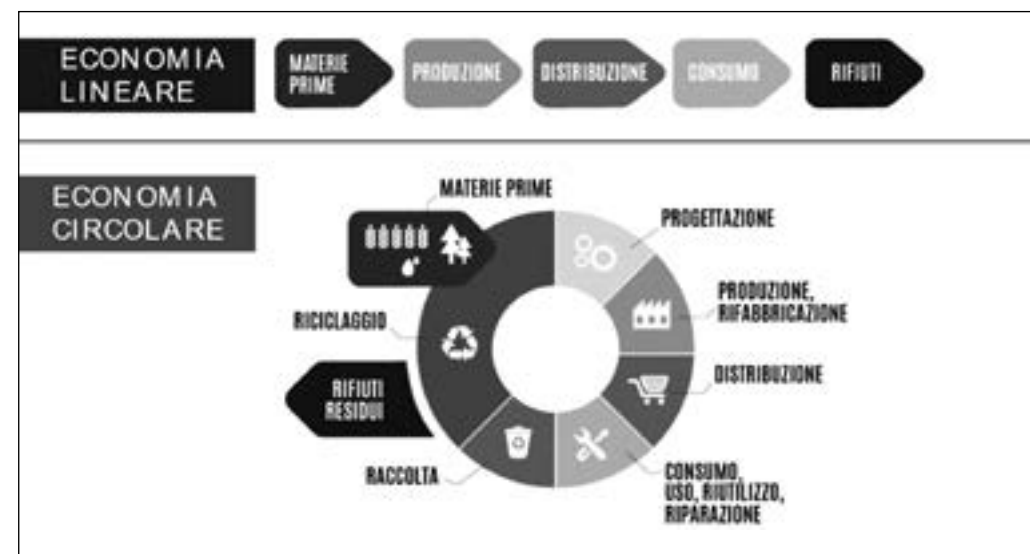 ECONOMIA
LINEARE
MATERIE
PRIME
PRODUZIONE
DISTRIBUZIONE
CONSUMO
RIFIUTI
ECONOMIA
CIRCOLARE
MATERIE PRIME
PROGETTAZIONE
PRODUZIONE,
RIFABBRICAZIONE
DISTRIBUZIONE
CONSUMO,
USO, RIUTILIZZO,
RIPARAZIONE
RACCOLTA
RIFIUTI
RESIDUI
RICICLAGGIO